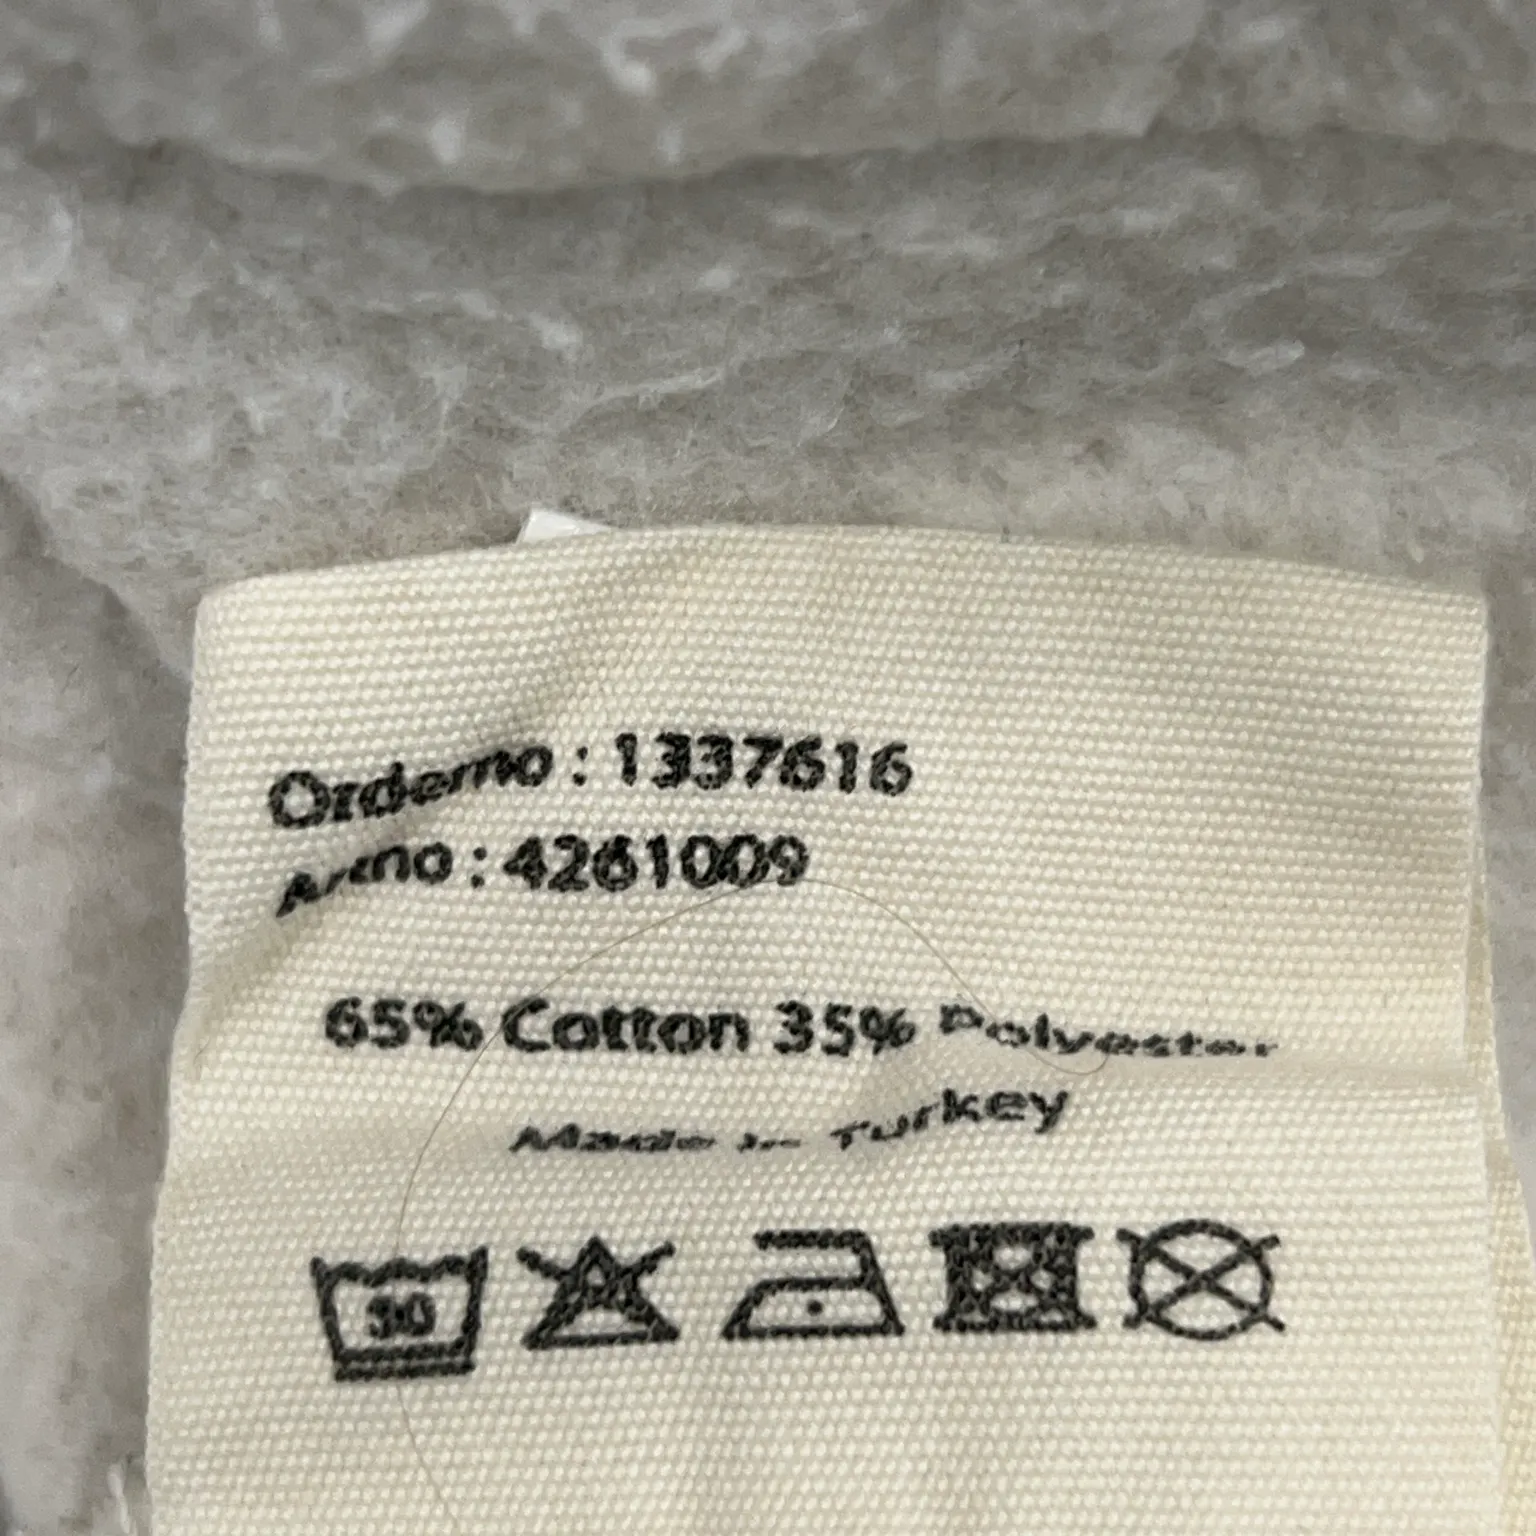 Orderno : 1337616
Artno : 4261009
65% Cotton 35% Polyester
Made in Turkey
30